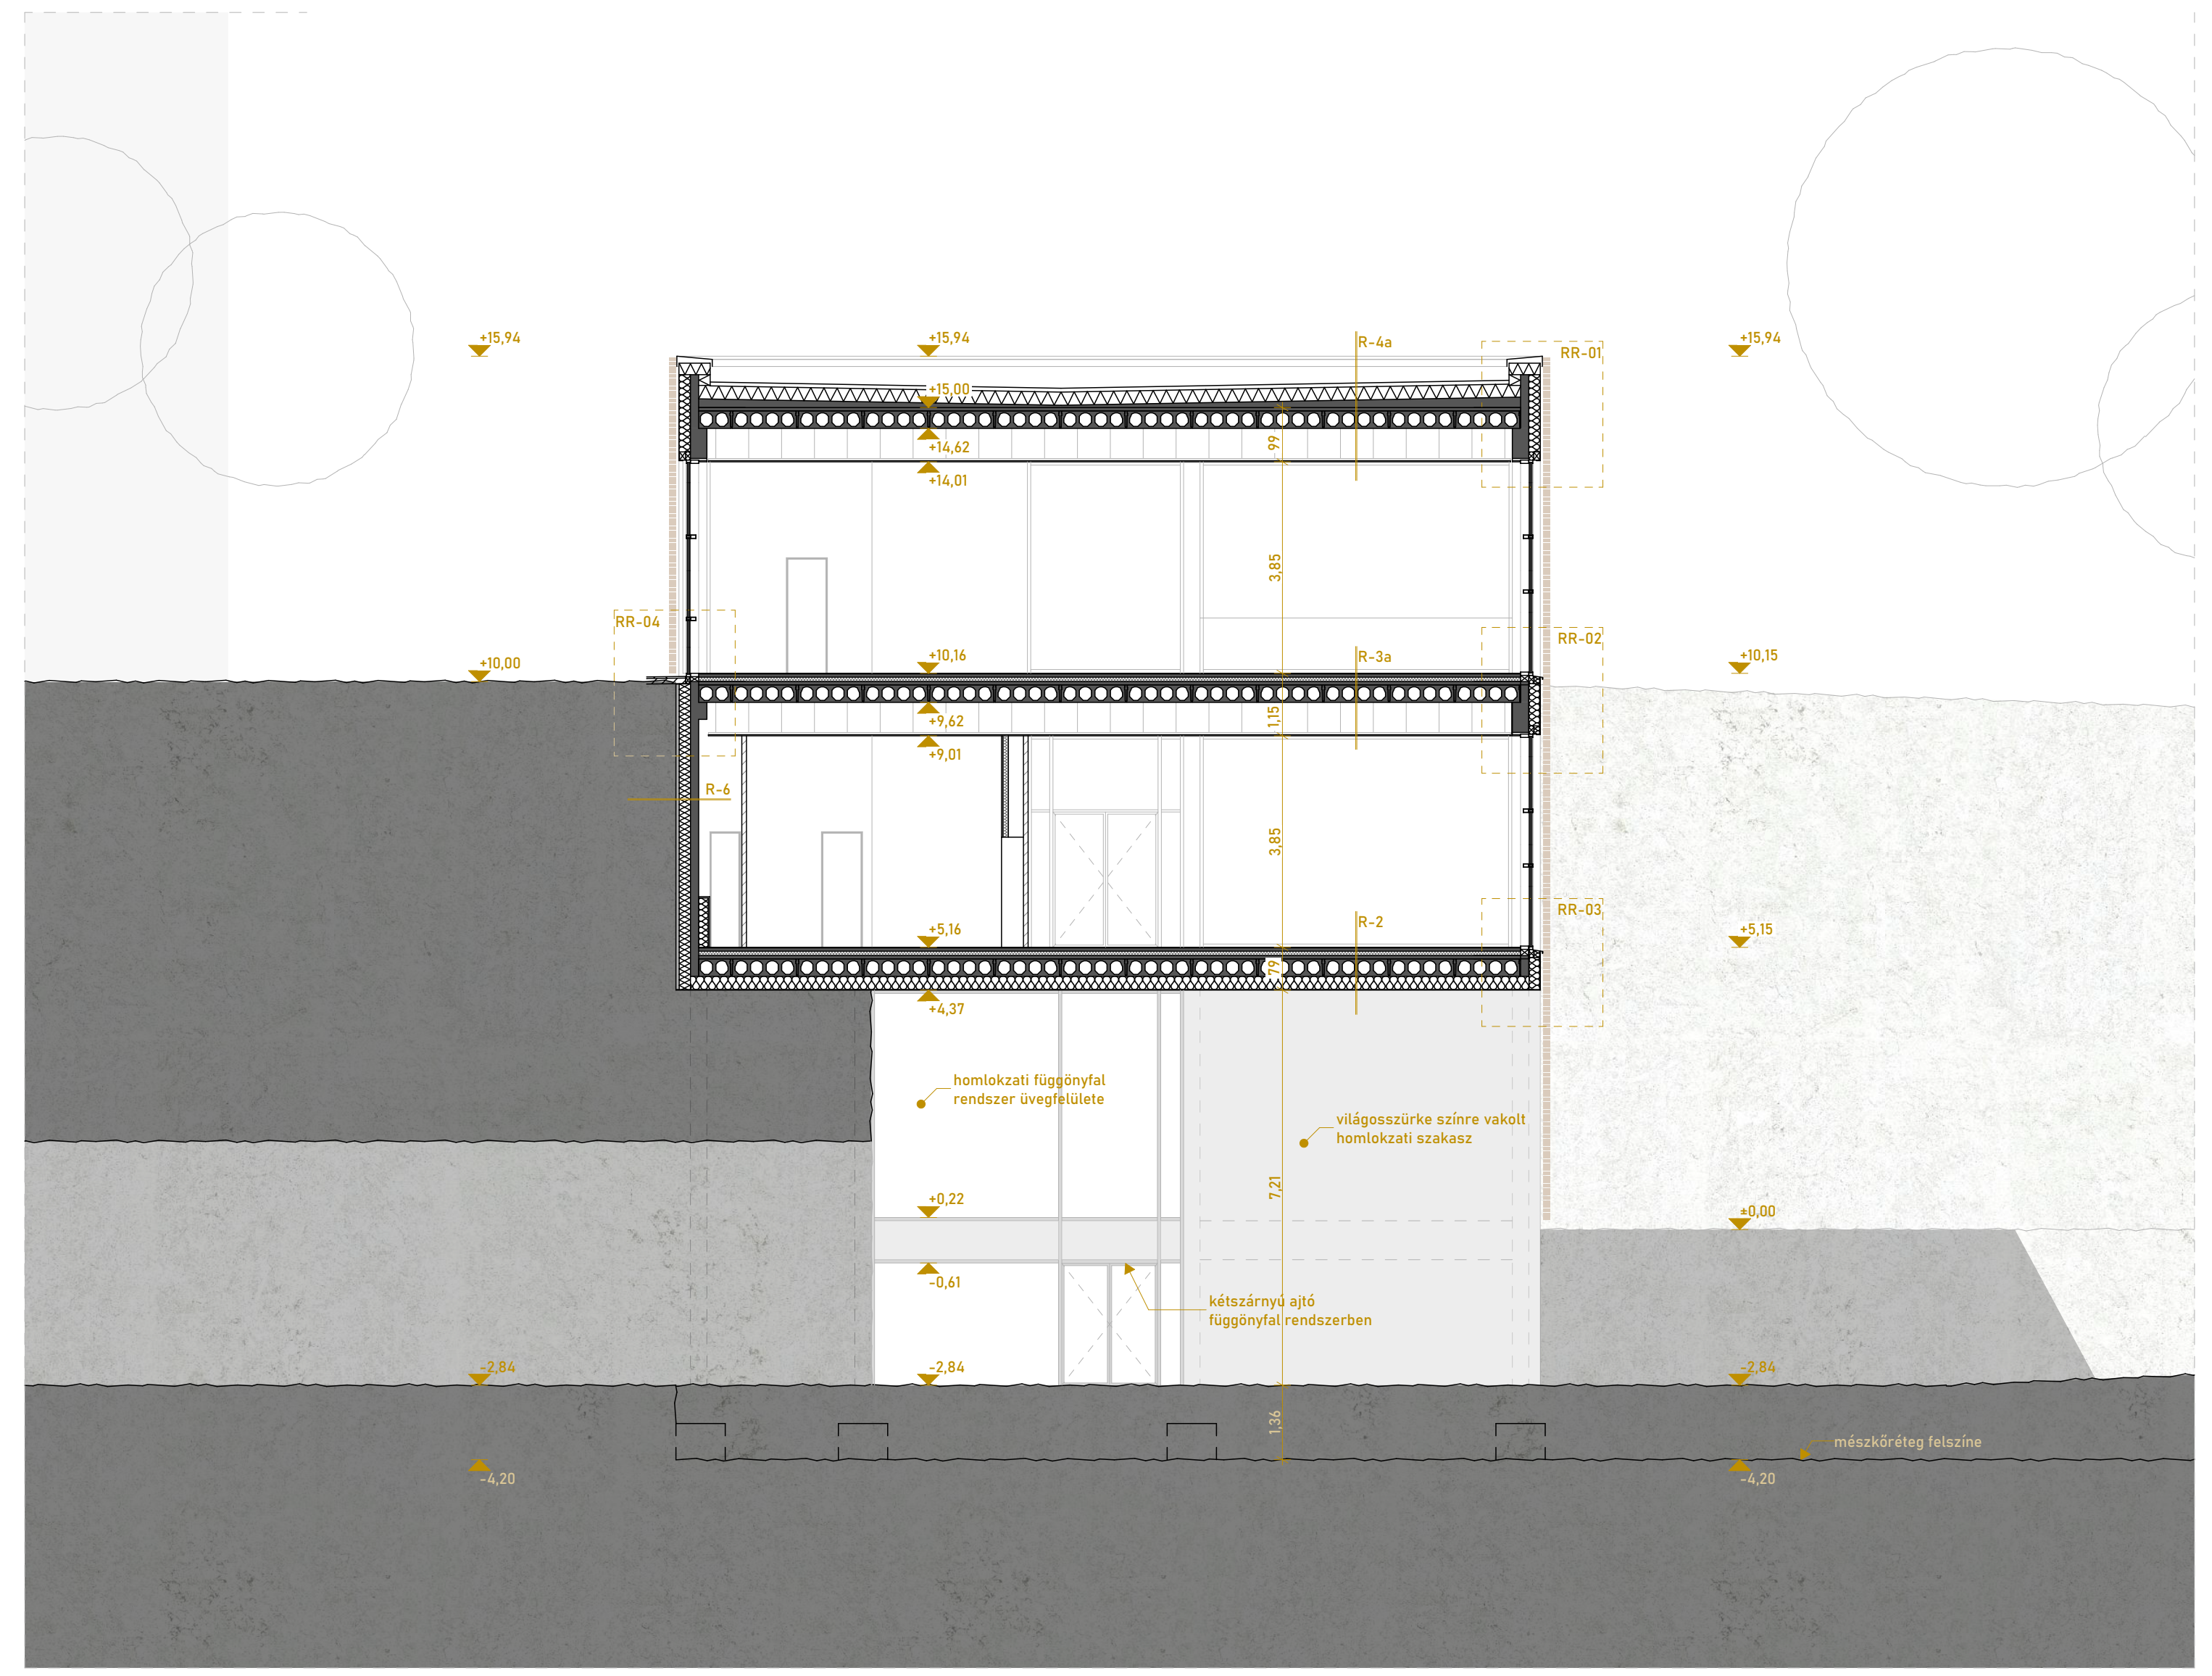 +15,94
+15,94
R-4a
+15,94
RR-01
+15,00
+14,62
99
+14,01
3,85
RR-04
RR-02
+10,00
+10,16
R-3a
+10,15
+9,62
1,15
+9,01
R-6
3,85
RR-03
+5,16
R-2
+5,15
79
+4,37
homlokzati függönyfal
rendszer üvegfelülete
világosszürke színre vakolt
homlokzati szakasz
7,21
+0,22
±0,00
-0,61
kétszárnyú ajtó
függönyfal rendszerben
-2,84
-2,84
-2,84
1,36
mészkőréteg felszíne
-4,20
-4,20